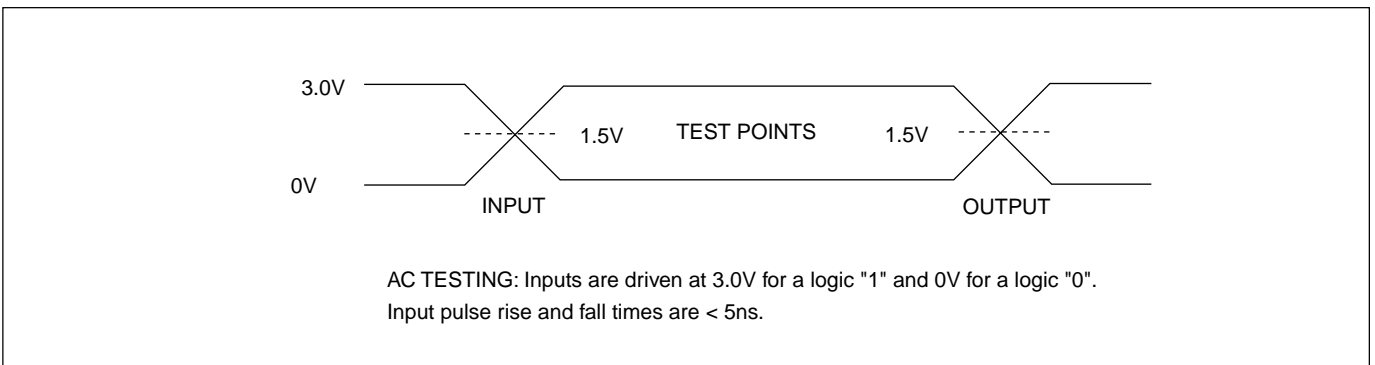 3.0V
1.5V TEST POINTS 1.5V
0V
INPUT OUTPUT
AC TESTING: Inputs are driven at 3.0V for a logic "1" and 0V for a logic "0".
Input pulse rise and fall times are < 5ns.